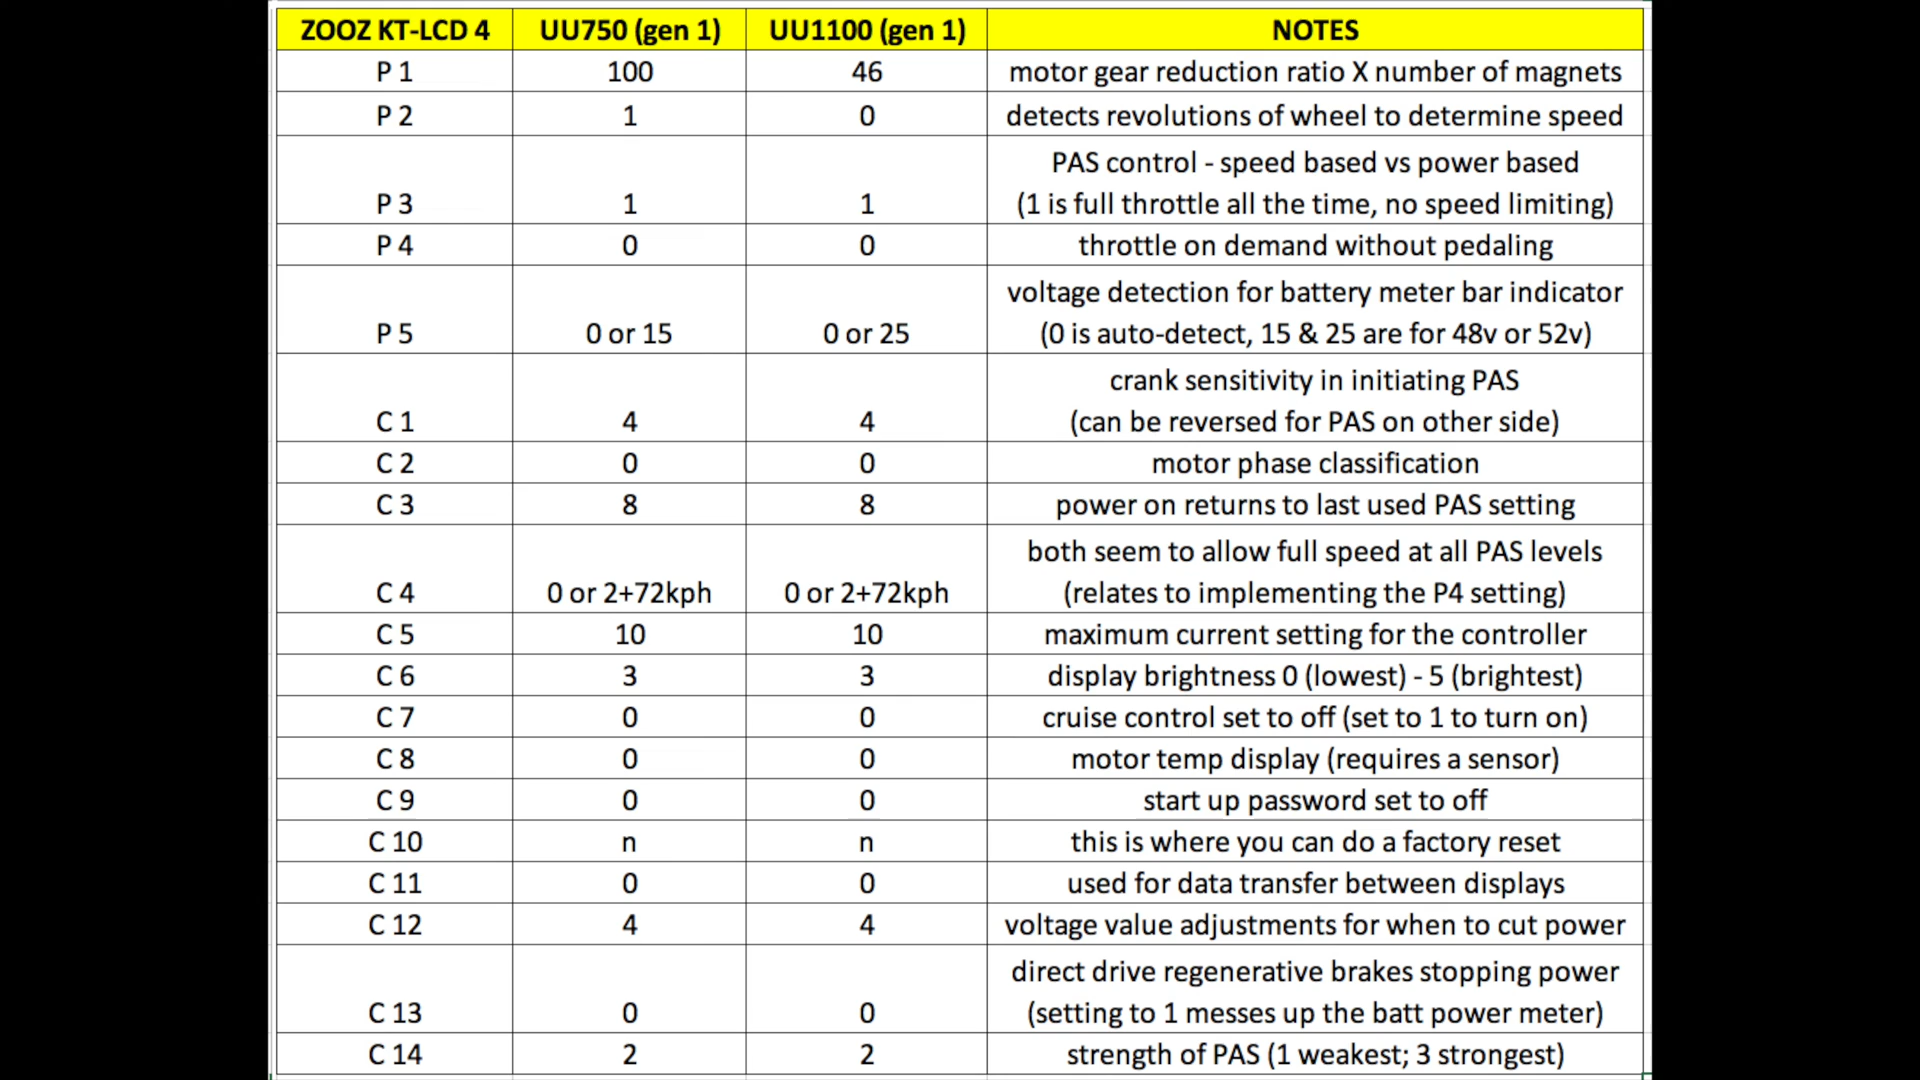 ZOOZ KT-LCD 4 UU750 (gen 1) UU1100 (gen 1) NOTES
P 1 100 46 motor gear reduction ratio X number of magnets
P 2 1 0 detects revolutions of wheel to determine speed
PAS control - speed based vs power based
P 3 1 1 (1 is full throttle all the time, no speed limiting)
P 4 0 0 throttle on demand without pedaling
voltage detection for battery meter bar indicator
P 5 0 or 15 0 or 25 (0 is auto-detect, 15 & 25 are for 48v or 52v)
crank sensitivity in initiating PAS
C 1 4 4 (can be reversed for PAS on other side)
C 2 0 0 motor phase classification
C 3 8 8 power on returns to last used PAS setting
both seem to allow full speed at all PAS levels
C 4 0 or 2+72kph 0 or 2+72kph (relates to implementing the P4 setting)
C 5 10 10 maximum current setting for the controller
C 6 3 3 display brightness 0 (lowest) - 5 (brightest)
C 7 0 0 cruise control set to off (set to 1 to turn on)
C 8 0 0 motor temp display (requires a sensor)
C 9 0 0 start up password set to off
C 10 n n this is where you can do a factory reset
C 11 0 0 used for data transfer between displays
C 12 4 4 voltage value adjustments for when to cut power
direct drive regenerative brakes stopping power
C 13 0 0 (setting to 1 messes up the batt power meter)
C 14 2 2 strength of PAS (1 weakest; 3 strongest)